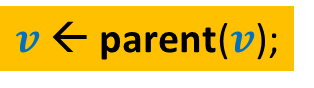 v ← parent(v);